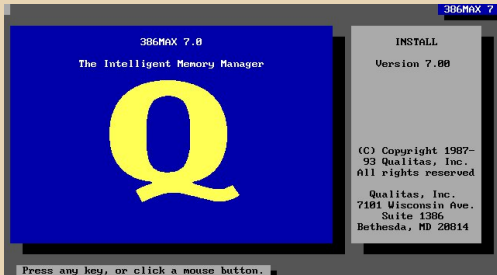 386MAX 7
386MAX 7.0
The Intelligent Memory Manager
Q
INSTALL
Version 7.00
(C) Copyright 1987-
93 Qualitas, Inc.
All rights reserved
Qualitas, Inc.
7101 Wisconsin Ave.
Suite 1386
Bethesda, MD 20814
Press any key, or click a mouse button.